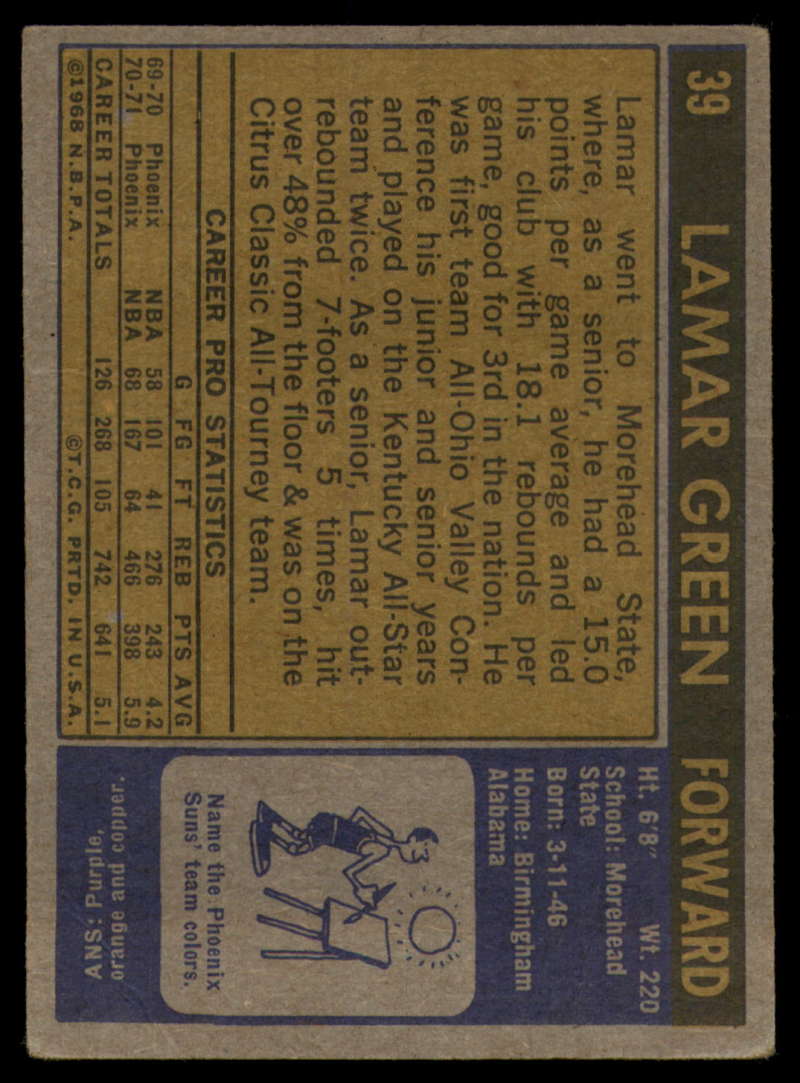 39 LAMAR GREEN FORWARD
Lamar went to Morehead State,
where, as a senior, he had a 15.0
points per game average and led
his club with 18.1 rebounds per
game, good for 3rd in the nation. He
was first team All-Ohio Valley Con-
ference his junior and senior years
and played on the Kentucky All-Star
team twice. As a senior, Lamar out-
rebounded 7-footers 5 times, hit
over 48% from the floor & was on the
Citrus Classic All-Tourney team.
CAREER PRO STATISTICS
G FG FT REB PTS AVG
69-70 Phoenix NBA 58 101 41 276 243 4.2
70-71 Phoenix NBA 68 167 64 466 398 5.9
CAREER TOTALS 126 268 105 742 641 5.1
©1968 N.B.P.A. ©T.C.G. PRTD. IN U.S.A.
Ht. 6'8" Wt. 220
School: Morehead
State
Born: 3-11-46
Home: Birmingham
Alabama
Name the Phoenix
Suns' team colors.
ANS: Purple,
orange and copper.